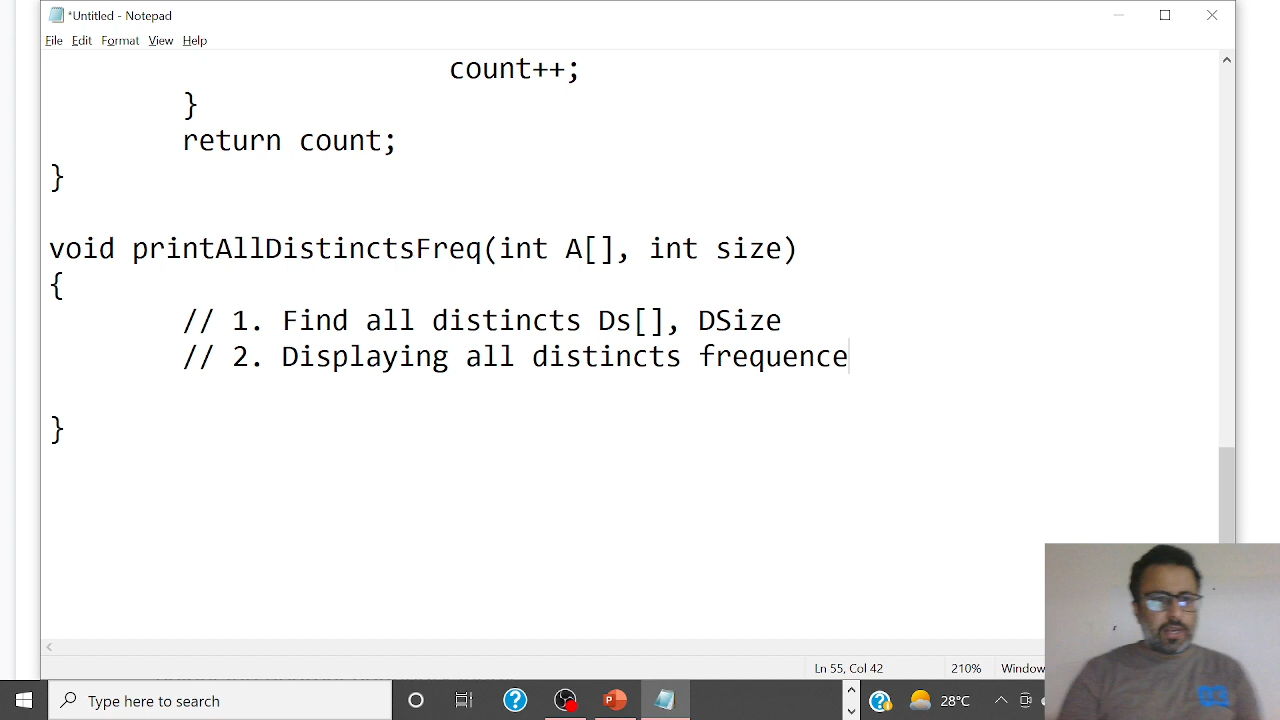 *Untitled - Notepad
File Edit Format View Help
count++;
}
return count;
}
void printAllDistinctsFreq(int A[], int size)
{
// 1. Find all distincts Ds[], DSize
// 2. Displaying all distincts frequence
}
Ln 55, Col 42 210% Window
Type here to search
28°C